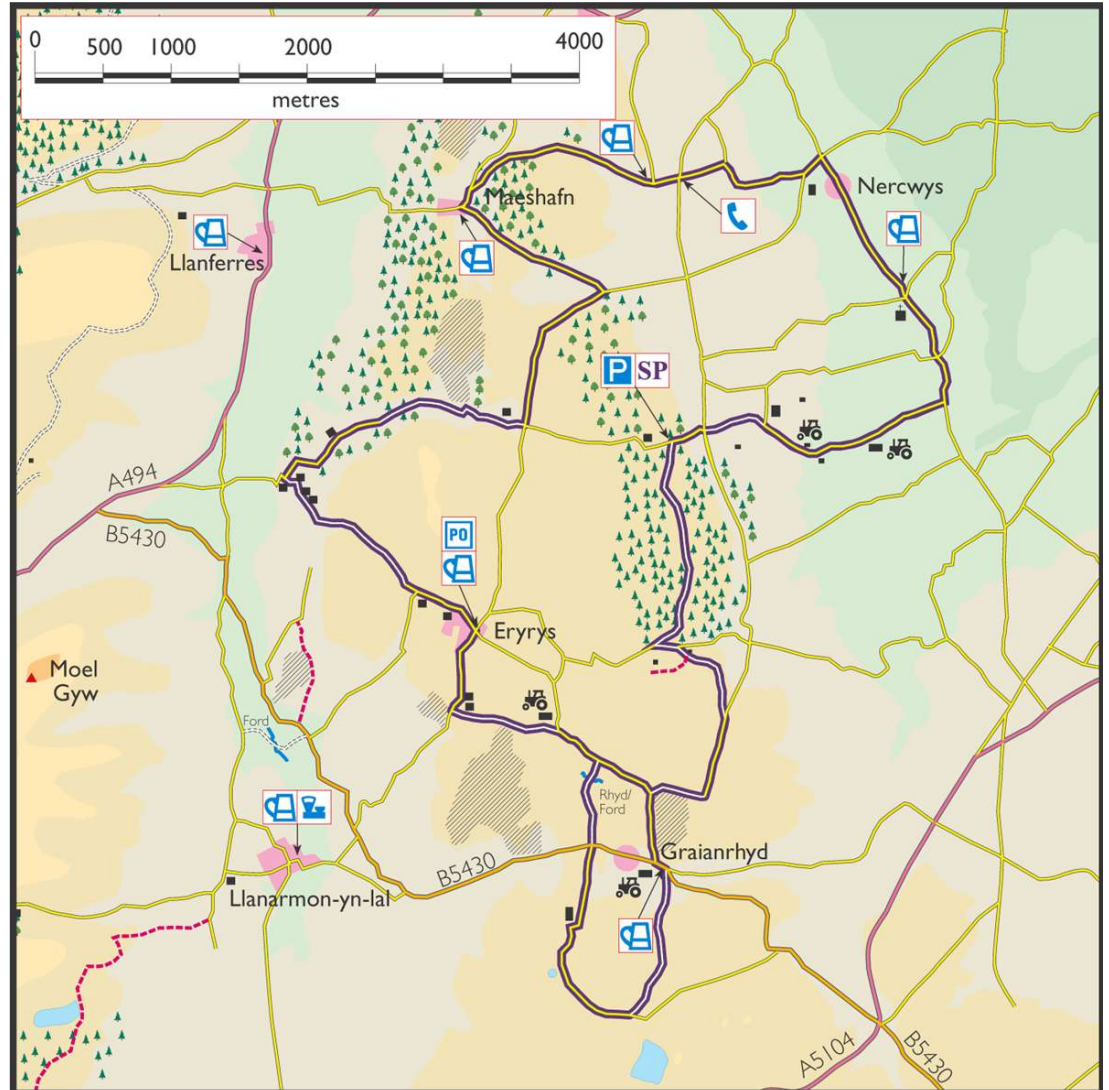 0 500 1000 2000 4000
metres
Maeshafn
Nercwys
Llanferres
P SP
A494
B5430
PO
Eryrys
Moel
Gyw
Ford
Rhyd/
Ford
Graianrhyd
B5430
Llanarmon-yn-Ial
A5104
B5430